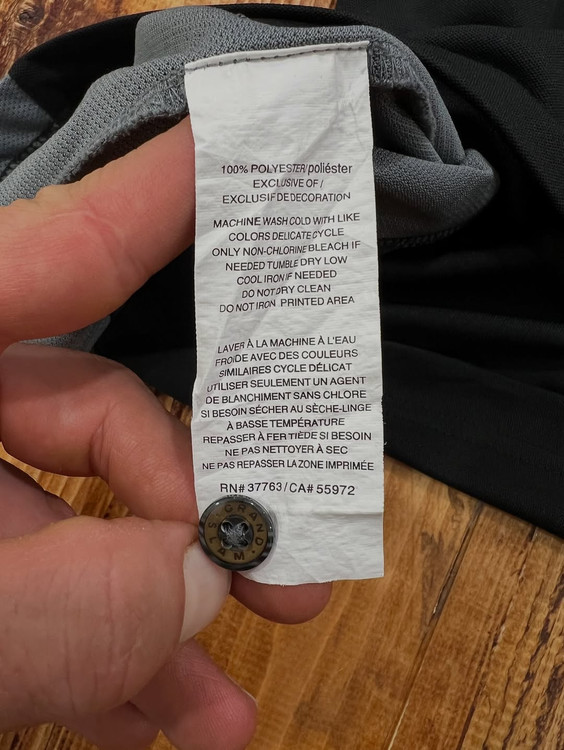 100% POLYESTER/poliéster
EXCLUSIVE OF/
EXCLUSIF DE DECORATION
MACHINE WASH COLD WITH LIKE
COLORS DELICATE CYCLE
ONLY NON-CHLORINE BLEACH IF
NEEDED TUMBLE DRY LOW
COOL IRON IF NEEDED
DO NOT DRY CLEAN
DO NOT IRON PRINTED AREA
LAVER À LA MACHINE À L'EAU
FROIDE AVEC DES COULEURS
SIMILAIRES CYCLE DÉLICAT
UTILISER SEULEMENT UN AGENT
DE BLANCHIMENT SANS CHLORE
SI BESOIN SÉCHER AU SÈCHE-LINGE
À BASSE TEMPÉRATURE
REPASSER À FER TIÈDE SI BESOIN
NE PAS NETTOYER À SEC
NE PAS REPASSER LA ZONE IMPRIMÉE
RN# 37763/CA# 55972
GRAND SLAM